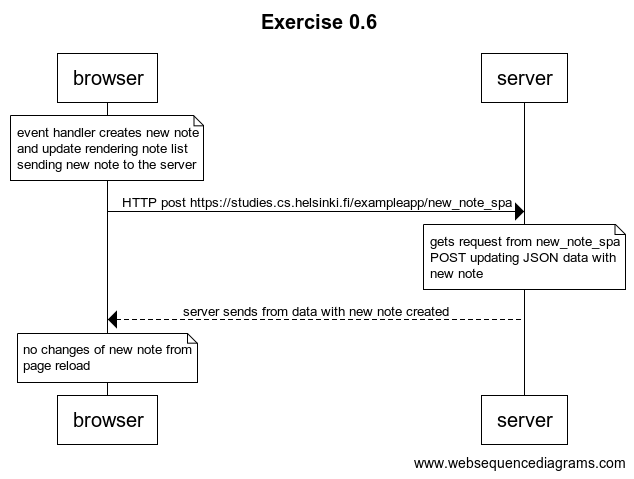 Exercise 0.6
browser
server
event handler creates new note
and update rendering note list
sending new note to the server
HTTP post https://studies.cs.helsinki.fi/exampleapp/new_note_spa
gets request from new_note_spa
POST updating JSON data with
new note
server sends from data with new note created
no changes of new note from
page reload
browser
server
www.websequencediagrams.com